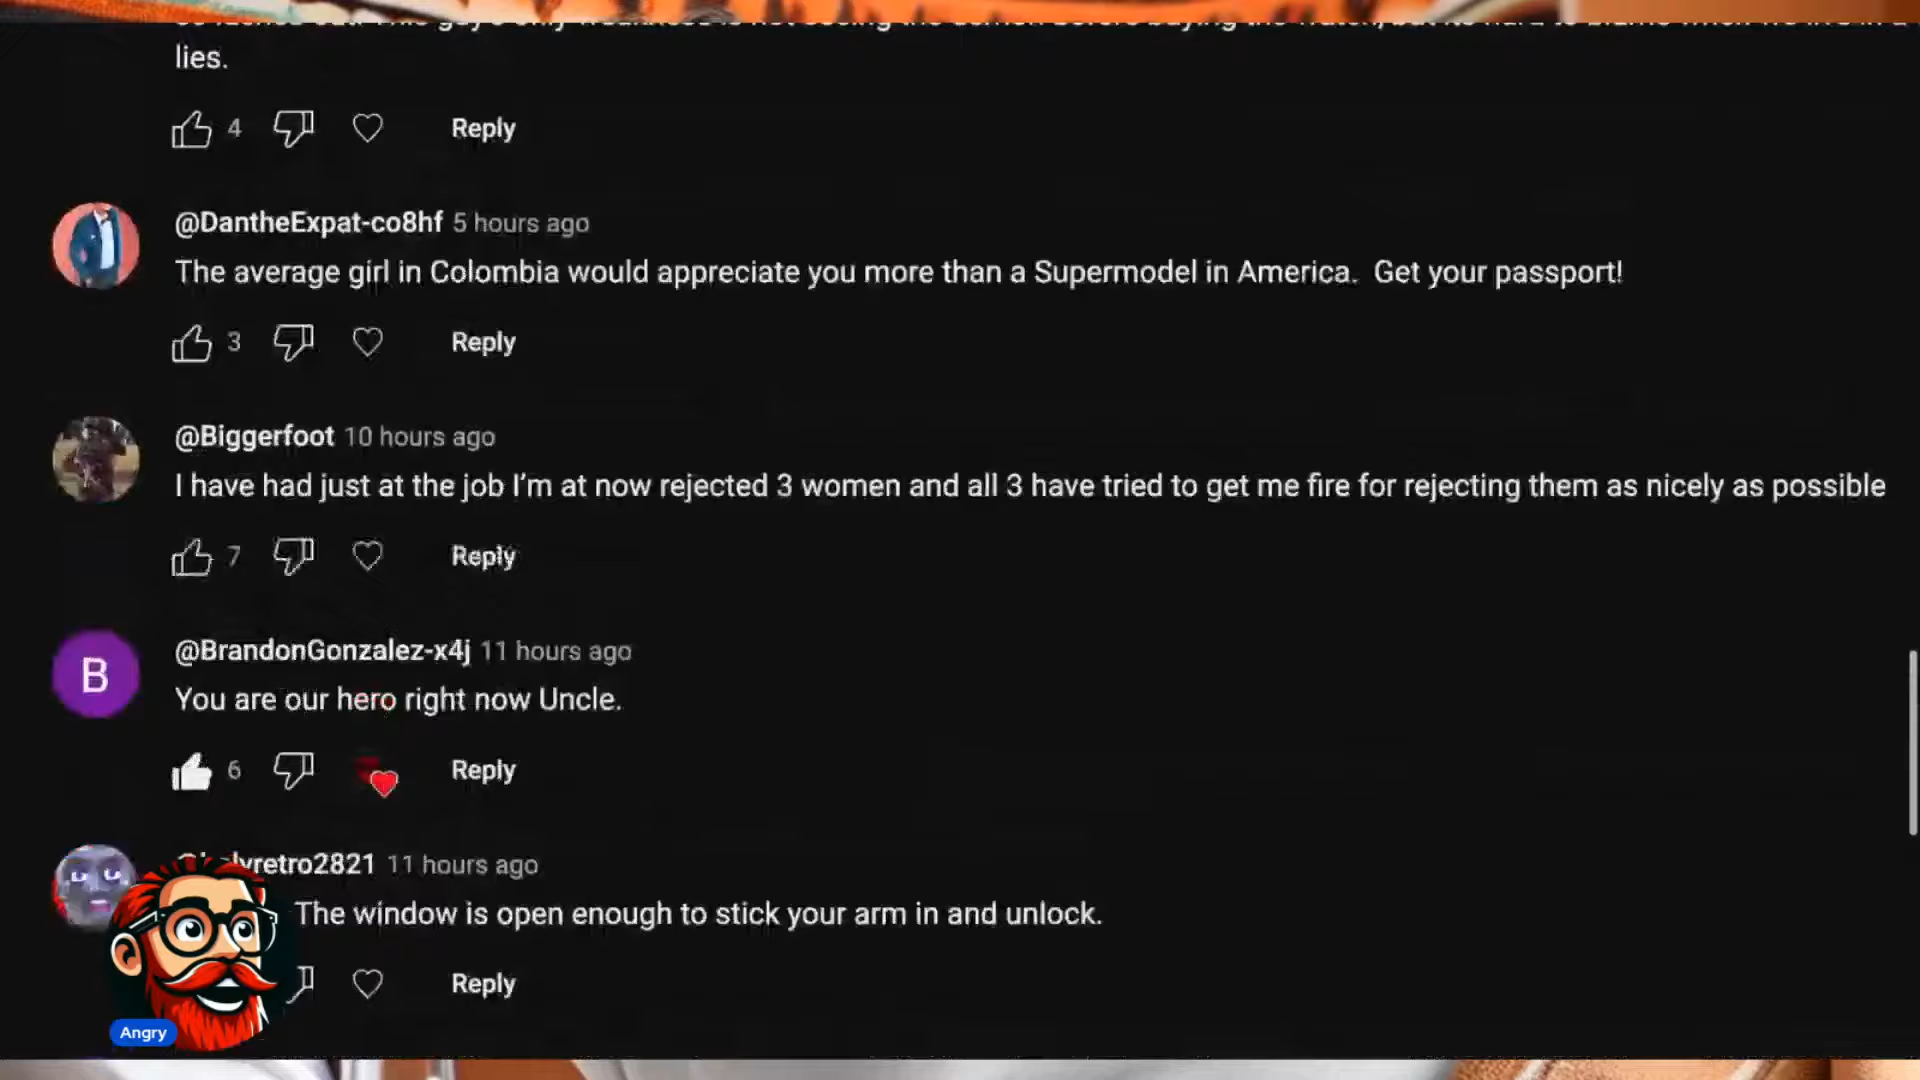 lies.
4 Reply
@DantheExpat-co8hf 5 hours ago
The average girl in Colombia would appreciate you more than a Supermodel in America. Get your passport!
3 Reply
@Biggerfoot 10 hours ago
I have had just at the job I'm at now rejected 3 women and all 3 have tried to get me fire for rejecting them as nicely as possible
7 Reply
B
@BrandonGonzalez-x4j 11 hours ago
You are our hero right now Uncle.
6 Reply
11 hours ago
The window is open enough to stick your arm in and unlock.
Reply
Angry